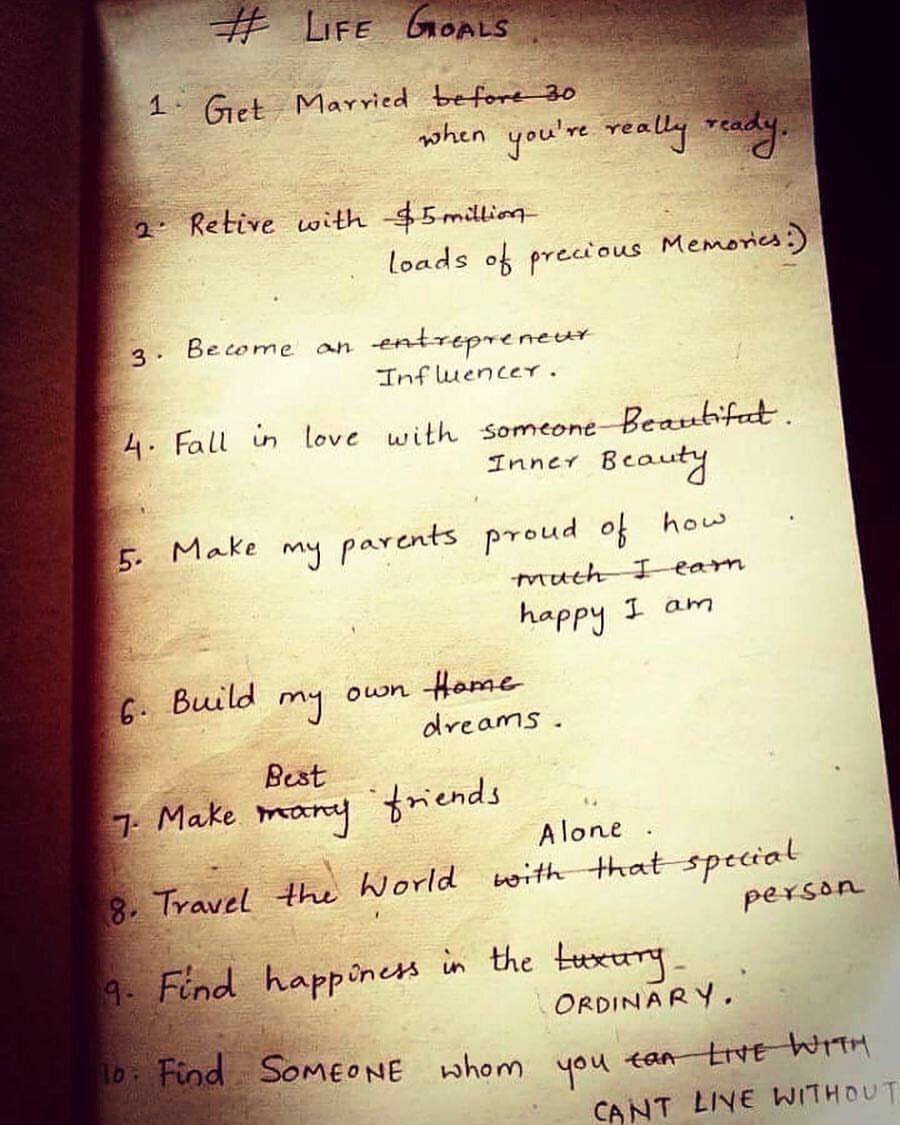 # LIFE GOALS
1. Get Married before 30
when you're really ready.
2. Retire with $5 million
loads of precious Memories:)
3. Become an entrepreneur
Influencer.
4. Fall in love with someone Beautiful.
Inner Beauty
5. Make my parents proud of how
much I earn
happy I am
6. Build my own Home
dreams.
Best
7. Make many friends
Alone.
8. Travel the World with that special
person
9. Find happiness in the luxury
ORDINARY.
10. Find SOMEONE whom you can LIVE WITH
CANT LIVE WITHOUT